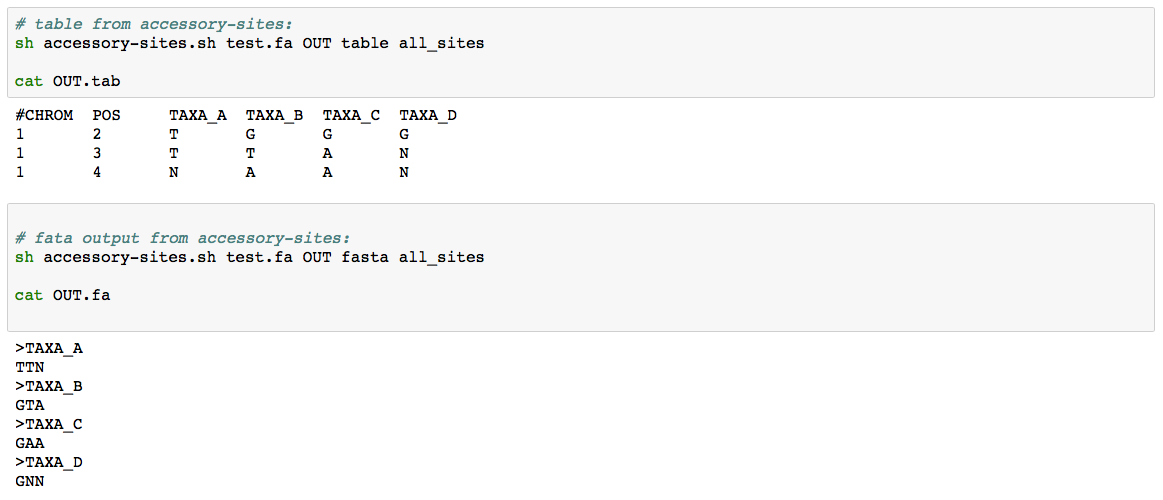 # table from accessory-sites:
sh accessory-sites.sh test.fa OUT table all_sites
cat OUT.tab
#CHROM POS TAXA_A TAXA_B TAXA_C TAXA_D
1 2 T G G G
1 3 T T A N
1 4 N A A N
# fata output from accessory-sites:
sh accessory-sites.sh test.fa OUT fasta all_sites
cat OUT.fa
>TAXA_A
TTN
>TAXA_B
GTA
>TAXA_C
GAA
>TAXA_D
GNN